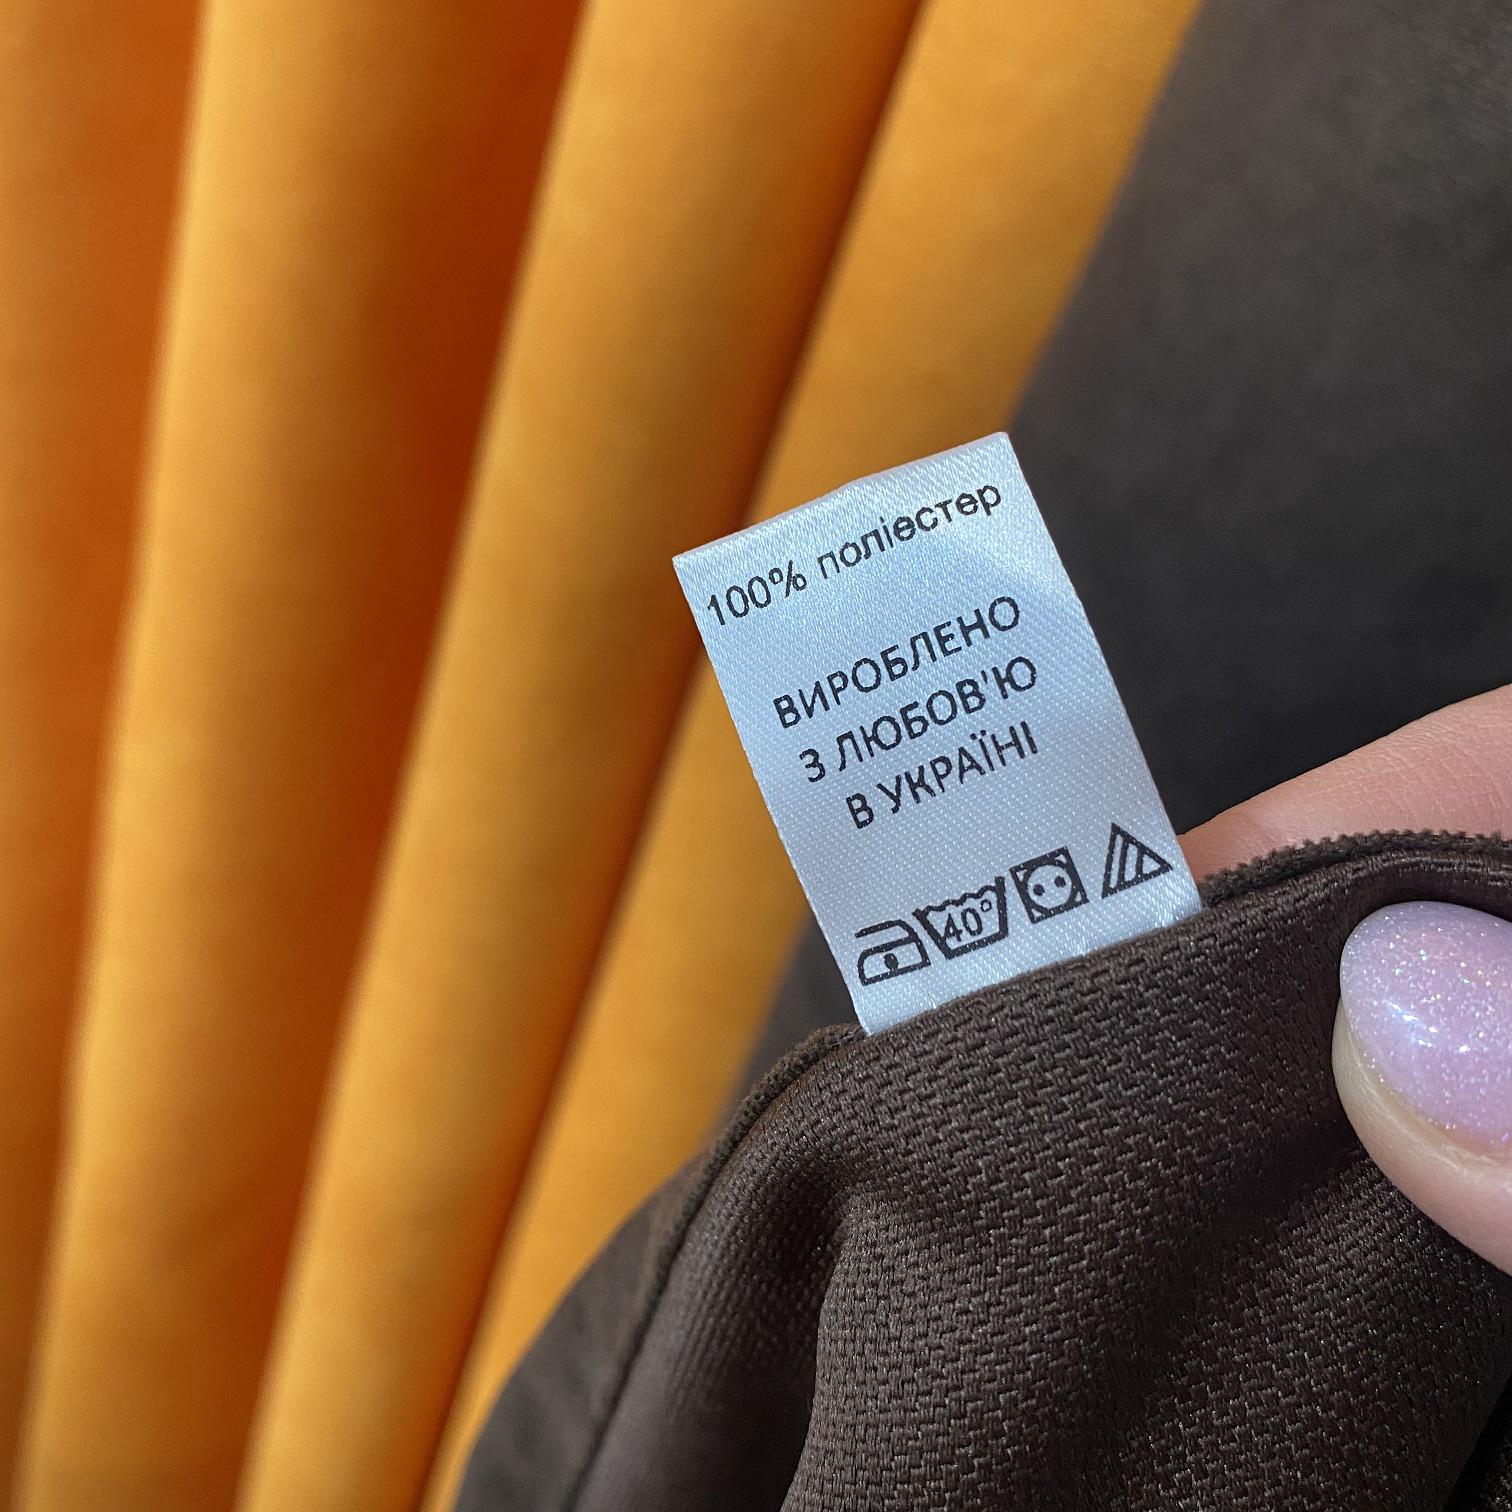 100% поліестер
ВИРОБЛЕНО
З ЛЮБОВ'Ю
В УКРАЇНІ
40°